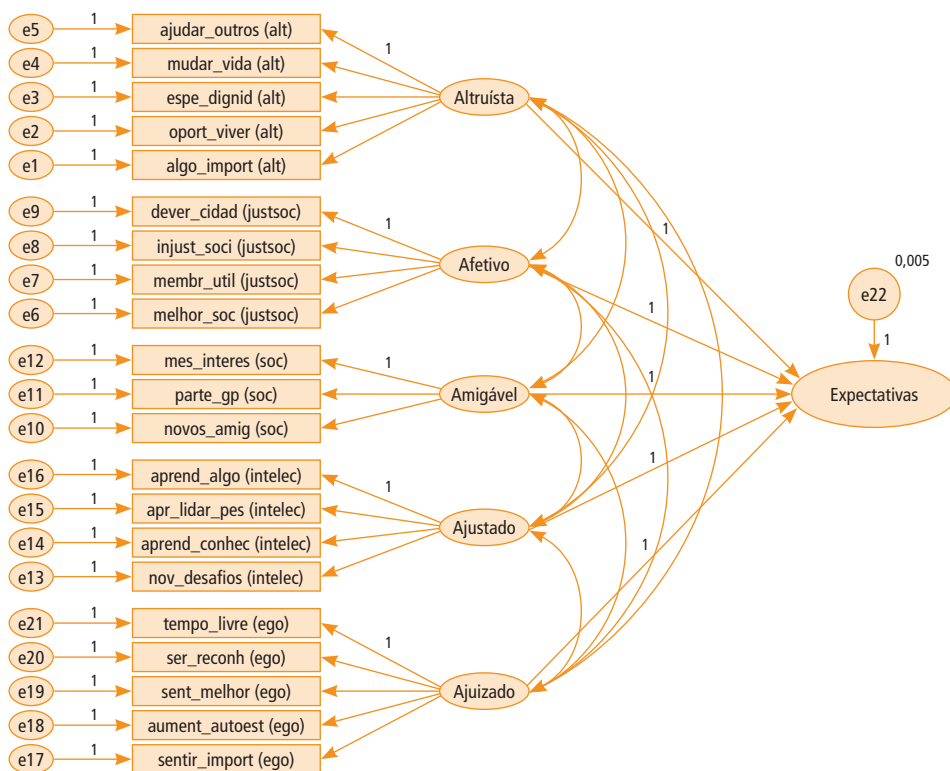 e5 1 ajudar_outros (alt)
e4 1 mudar_vida (alt)
e3 1 espe_dignid (alt)
e2 1 oport_viver (alt)
e1 1 algo_import (alt)
1
Altruísta
e9 1 dever_cidad (justsoc)
e8 1 injust_soci (justsoc)
e7 1 membr_util (justsoc)
e6 1 melhor_soc (justsoc)
1
Afetivo
e12 1 mes_interes (soc)
e11 1 parte_gp (soc)
e10 1 novos_amig (soc)
1
Amigável
e16 1 aprend_algo (intelec)
e15 1 apr_lidar_pes (intelec)
e14 1 aprend_conhec (intelec)
e13 1 nov_desafios (intelec)
1
Ajustado
e21 1 tempo_livre (ego)
e20 1 ser_reconh (ego)
e19 1 sent_melhor (ego)
e18 1 aument_autoest (ego)
e17 1 sentir_import (ego)
1
Ajuizado
1
1
1
1
1
0,005
e22
1
Expectativas